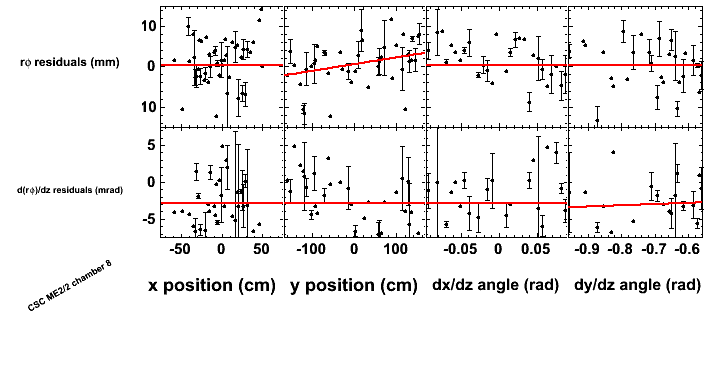 10
rφ residuals (mm)
0
10
5
d(rφ)/dz residuals (mrad)
0
-5
-50 0 50 -100 0 100 -0.05 0 0.05 -0.9 -0.8 -0.7 -0.6
x position (cm) y position (cm) dx/dz angle (rad) dy/dz angle (rad)
CSC ME2/2 chamber 8